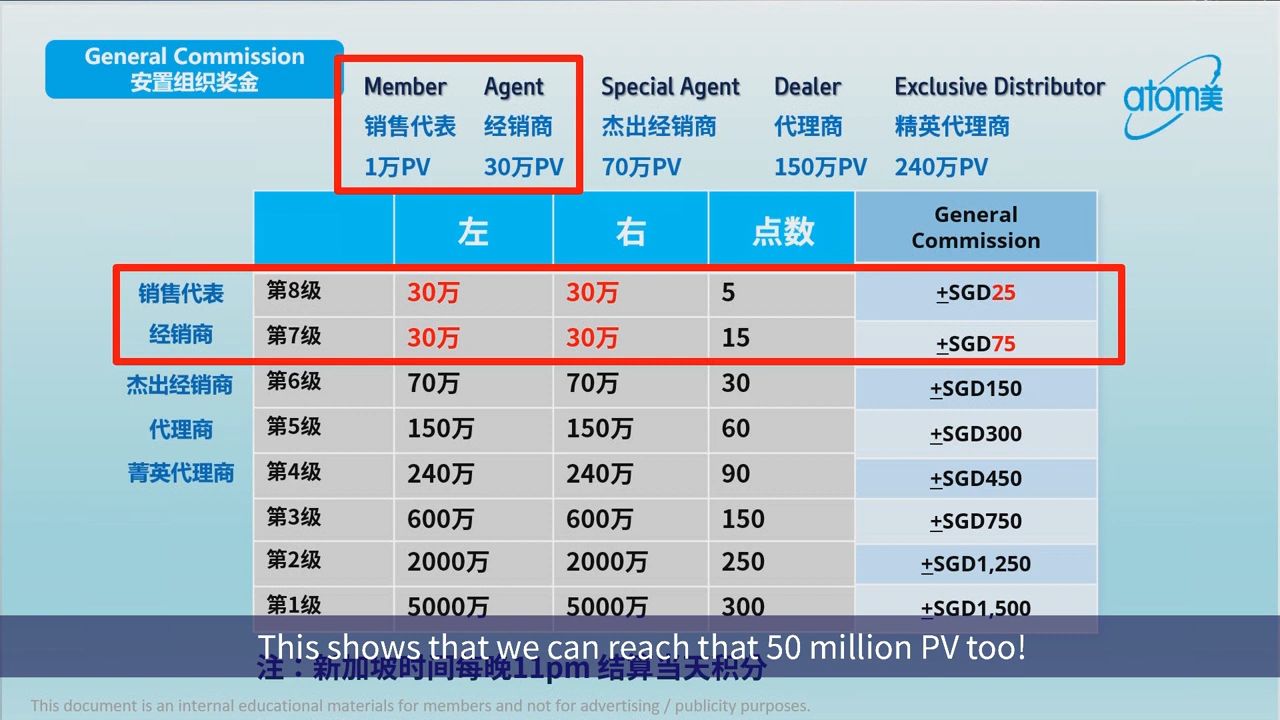 General Commission
安置组织奖金
Member Agent Special Agent Dealer Exclusive Distributor
销售代表 经销商 杰出经销商 代理商 精英代理商
1万PV 30万PV 70万PV 150万PV 240万PV
atom美
左 右 点数 General Commission
销售代表 第8级 30万 30万 5 +SGD25
经销商 第7级 30万 30万 15 +SGD75
杰出经销商 第6级 70万 70万 30 +SGD150
代理商 第5级 150万 150万 60 +SGD300
菁英代理商 第4级 240万 240万 90 +SGD450
第3级 600万 600万 150 +SGD750
第2级 2000万 2000万 250 +SGD1,250
第1级 5000万 5000万 300 +SGD1,500
This shows that we can reach that 50 million PV too!
注：新加坡时间每晚11pm 结算当天积分
This document is an internal educational materials for members and not for advertising / publicity purposes.